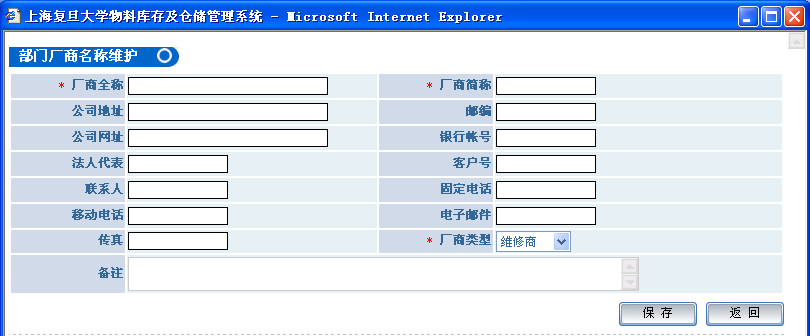 上海复旦大学物料库存及仓储管理系统 - Microsoft Internet Explorer
部门厂商名称维护
* 厂商全称 * 厂商简称
公司地址 邮编
公司网址 银行帐号
法人代表 客户号
联系人 固定电话
移动电话 电子邮件
传真 * 厂商类型 维修商
备注
保 存 返 回